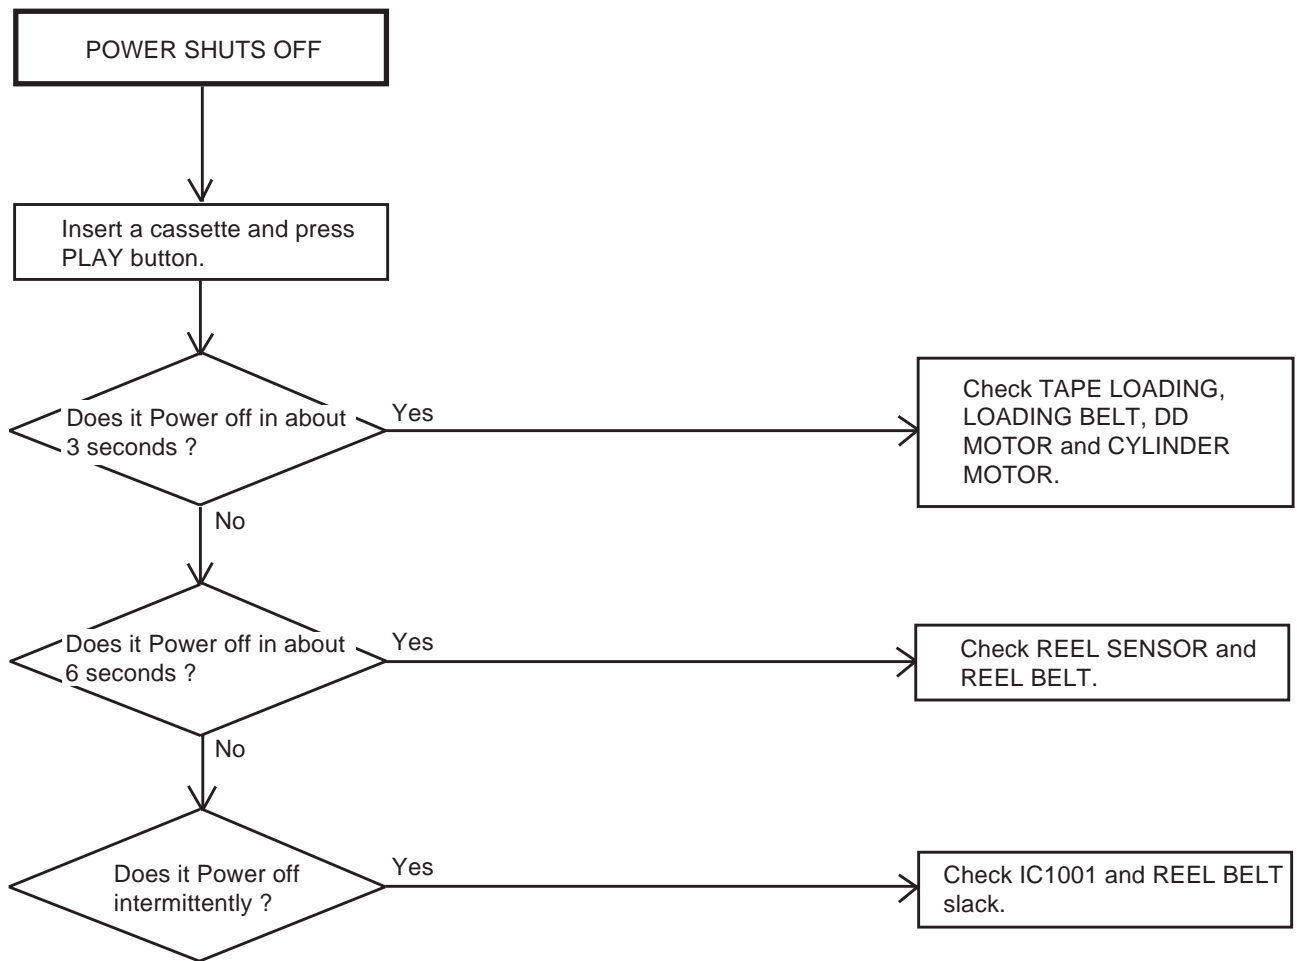 POWER SHUTS OFF
Insert a cassette and press
PLAY button.
Does it Power off in about
3 seconds ?
Yes
Check TAPE LOADING,
LOADING BELT, DD
MOTOR and CYLINDER
MOTOR.
No
Does it Power off in about
6 seconds ?
Yes
Check REEL SENSOR and
REEL BELT.
No
Does it Power off
intermittently ?
Yes
Check IC1001 and REEL BELT
slack.